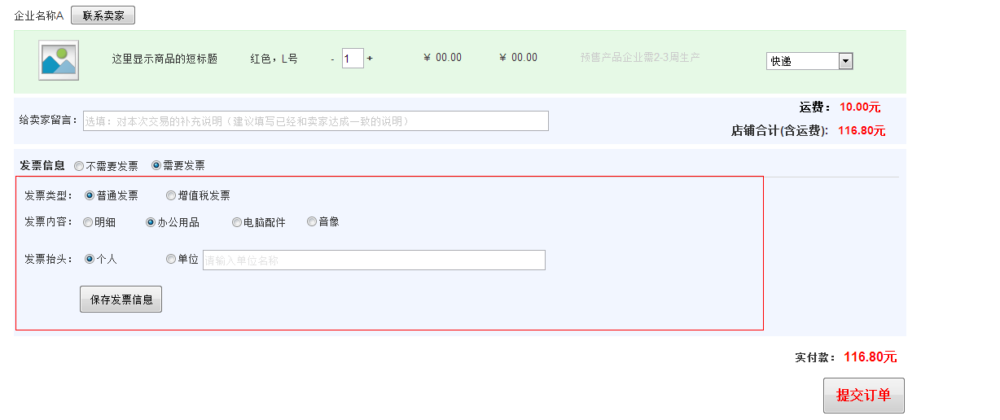 企业名称A 联系卖家
这里显示商品的短标题 红色，L号 - 1 + ￥ 00.00 ￥ 00.00 预售产品企业需2-3周生产 快递
运费： 10.00元
给卖家留言： 选填：对本次交易的补充说明（建议填写已经和卖家达成一致的说明）
店铺合计(含运费): 116.80元
发票信息 不需要发票 需要发票
发票类型： 普通发票 增值税发票
发票内容： 明细 办公用品 电脑配件 音像
发票抬头： 个人 单位 请输入单位名称
保存发票信息
实付款： 116.80元
提交订单